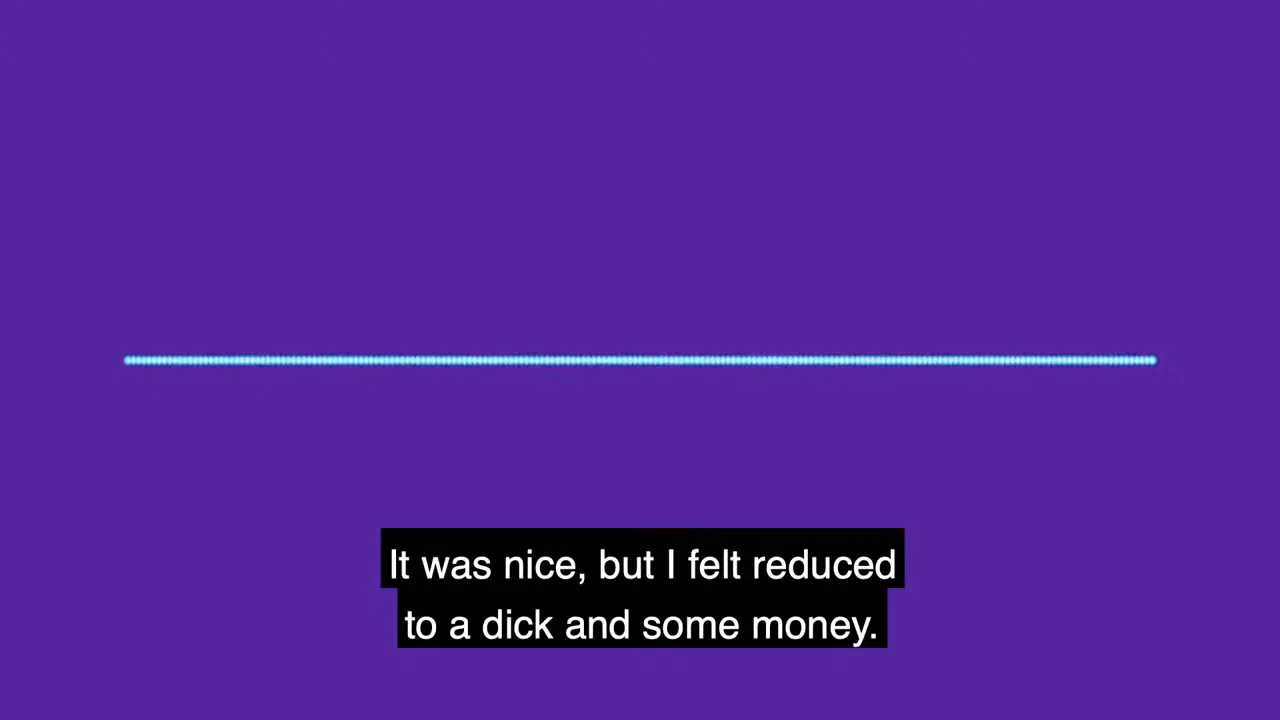 It was nice, but I felt reduced
to a dick and some money.